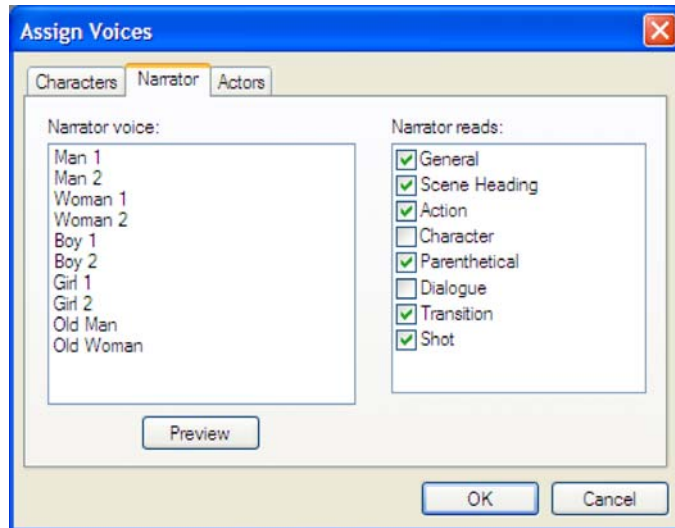 Assign Voices
Characters
Narrator
Actors
Narrator voice:
Man 1
Man 2
Woman 1
Woman 2
Boy 1
Boy 2
Girl 1
Girl 2
Old Man
Old Woman
Preview
Narrator reads:
General
Scene Heading
Action
Character
Parenthetical
Dialogue
Transition
Shot
OK
Cancel